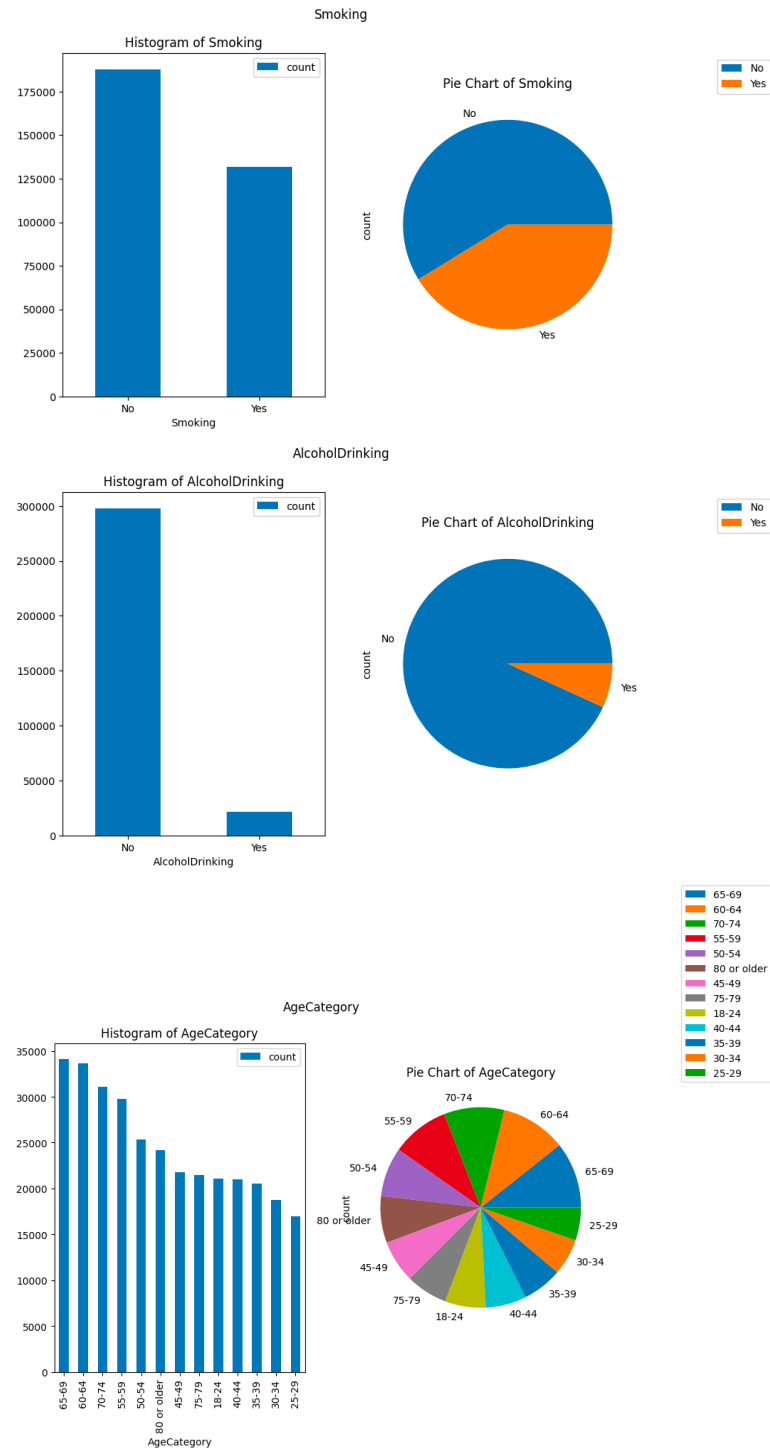 Smoking
Histogram of Smoking
count
175000
150000
125000
100000
75000
50000
25000
0
No
Yes
Smoking
Pie Chart of Smoking
No
Yes
No
count
Yes
AlcoholDrinking
Histogram of AlcoholDrinking
count
300000
250000
200000
150000
100000
50000
0
No
Yes
AlcoholDrinking
Pie Chart of AlcoholDrinking
No
Yes
No
count
Yes
65-69
60-64
70-74
55-59
50-54
80 or older
45-49
75-79
18-24
40-44
35-39
30-34
25-29
AgeCategory
Histogram of AgeCategory
count
35000
30000
25000
20000
15000
10000
5000
0
65-69
60-64
70-74
55-59
50-54
80 or older
45-49
75-79
18-24
40-44
35-39
30-34
25-29
AgeCategory
Pie Chart of AgeCategory
70-74
60-64
55-59
65-69
50-54
80 or older
count
25-29
45-49
30-34
75-79
35-39
18-24
40-44